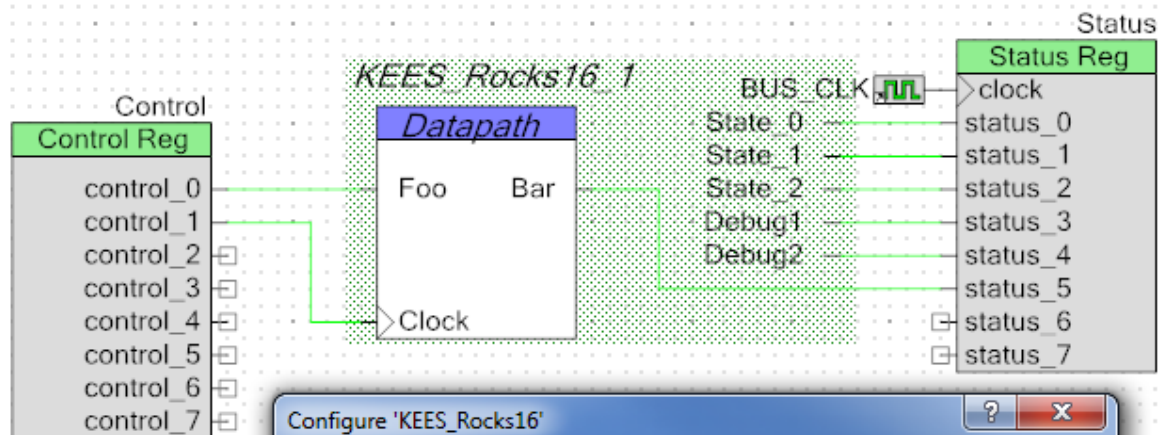 Status
Status Reg
clock
status_0
status_1
status_2
status_3
status_4
status_5
status_6
status_7
KEES_Rocks16_1
Datapath
Foo Bar
Clock
BUS_CLK
State_0
State_1
State_2
Debug1
Debug2
Control
Control Reg
control_0
control_1
control_2
control_3
control_4
control_5
control_6
control_7
Configure 'KEES_Rocks16'
? X